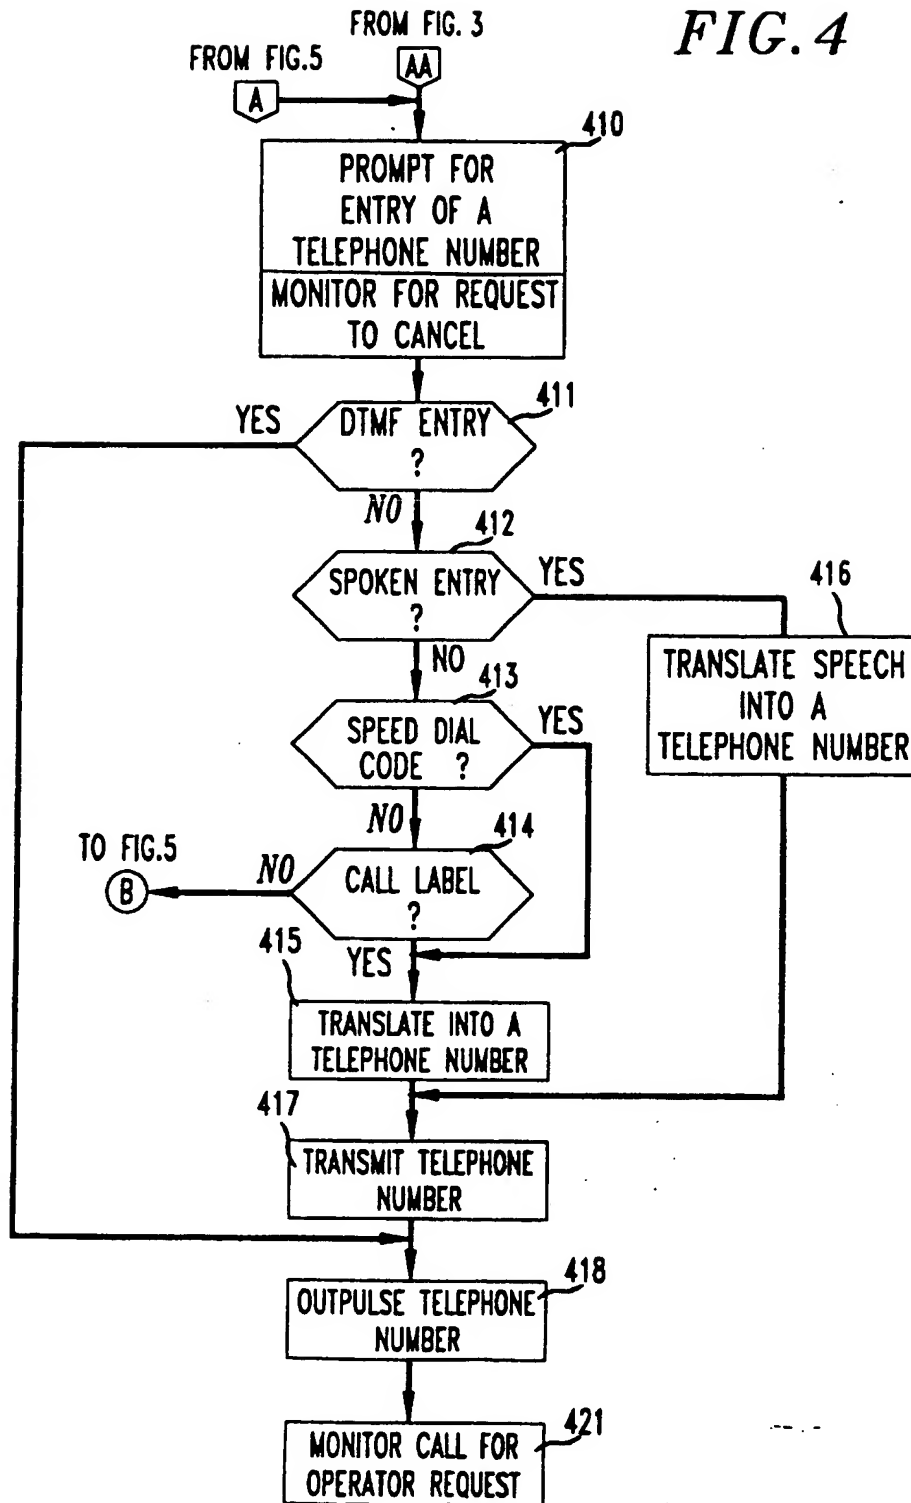 FROM FIG. 3
FIG. 4
FROM FIG.5
AA
A
410
PROMPT FOR
ENTRY OF A
TELEPHONE NUMBER
MONITOR FOR REQUEST
TO CANCEL
411
YES
DTMF ENTRY
?
NO
412
SPOKEN ENTRY
?
YES
416
TRANSLATE SPEECH
INTO A
TELEPHONE NUMBER
NO
413
SPEED DIAL
CODE ?
YES
NO
414
TO FIG.5
B
NO
CALL LABEL
?
415
YES
TRANSLATE INTO A
TELEPHONE NUMBER
417
TRANSMIT TELEPHONE
NUMBER
418
OUTPULSE TELEPHONE
NUMBER
421
MONITOR CALL FOR
OPERATOR REQUEST